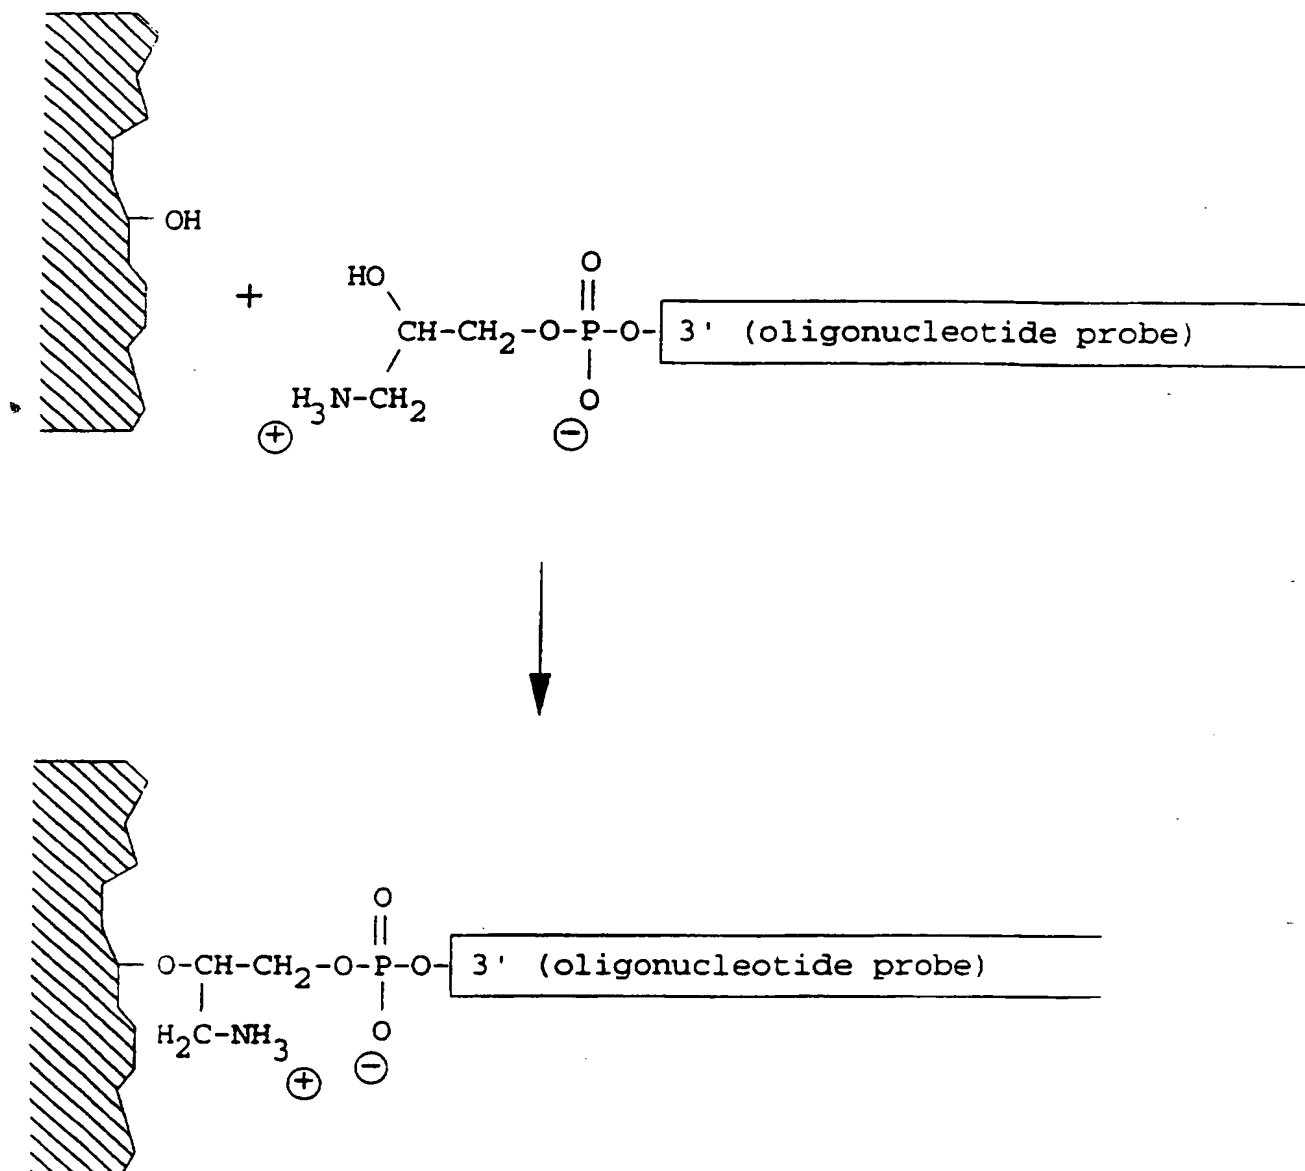 OH
+
O
HO
CH-CH2-O-P-O- 3' (oligonucleotide probe)
H3N-CH2 O
+ −
O
O-CH-CH2-O-P-O- 3' (oligonucleotide probe)
H2C-NH3 O
+ −